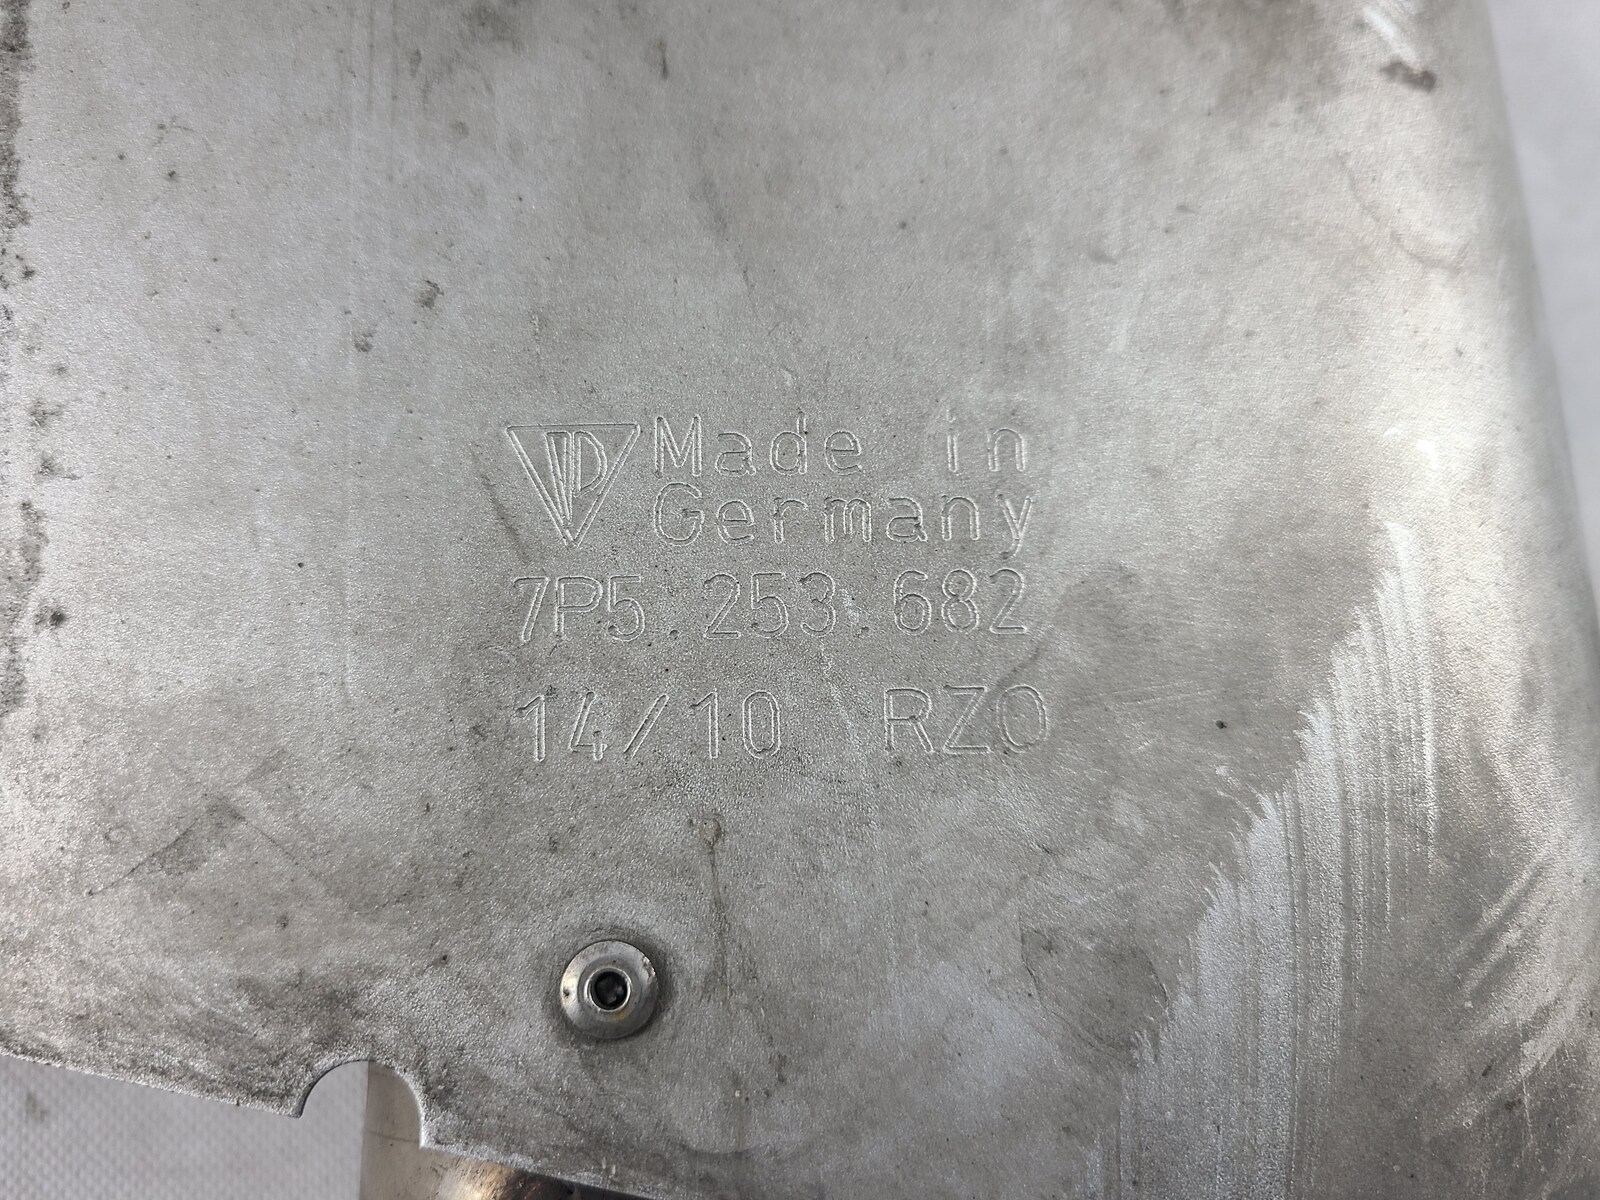 Made in
Germany
7P5.253.682
14/10 RZO